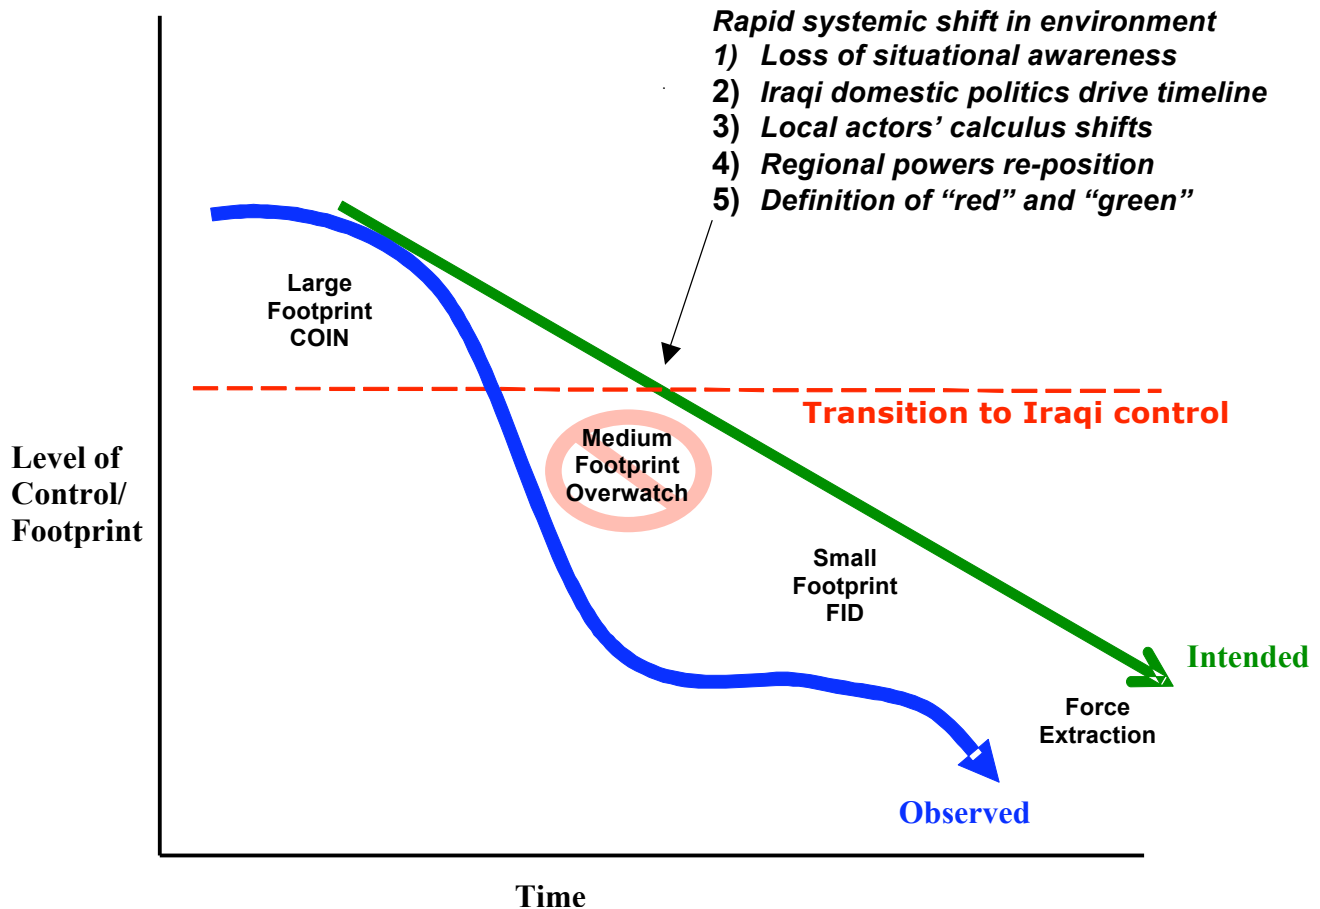 Rapid systemic shift in environment
1) Loss of situational awareness
2) Iraqi domestic politics drive timeline
3) Local actors’ calculus shifts
4) Regional powers re-position
5) Definition of “red” and “green”
Large
Footprint
COIN
Transition to Iraqi control
Medium
Footprint
Overwatch
Level of
Control/
Footprint
Small
Footprint
FID
Intended
Force
Extraction
Observed
Time